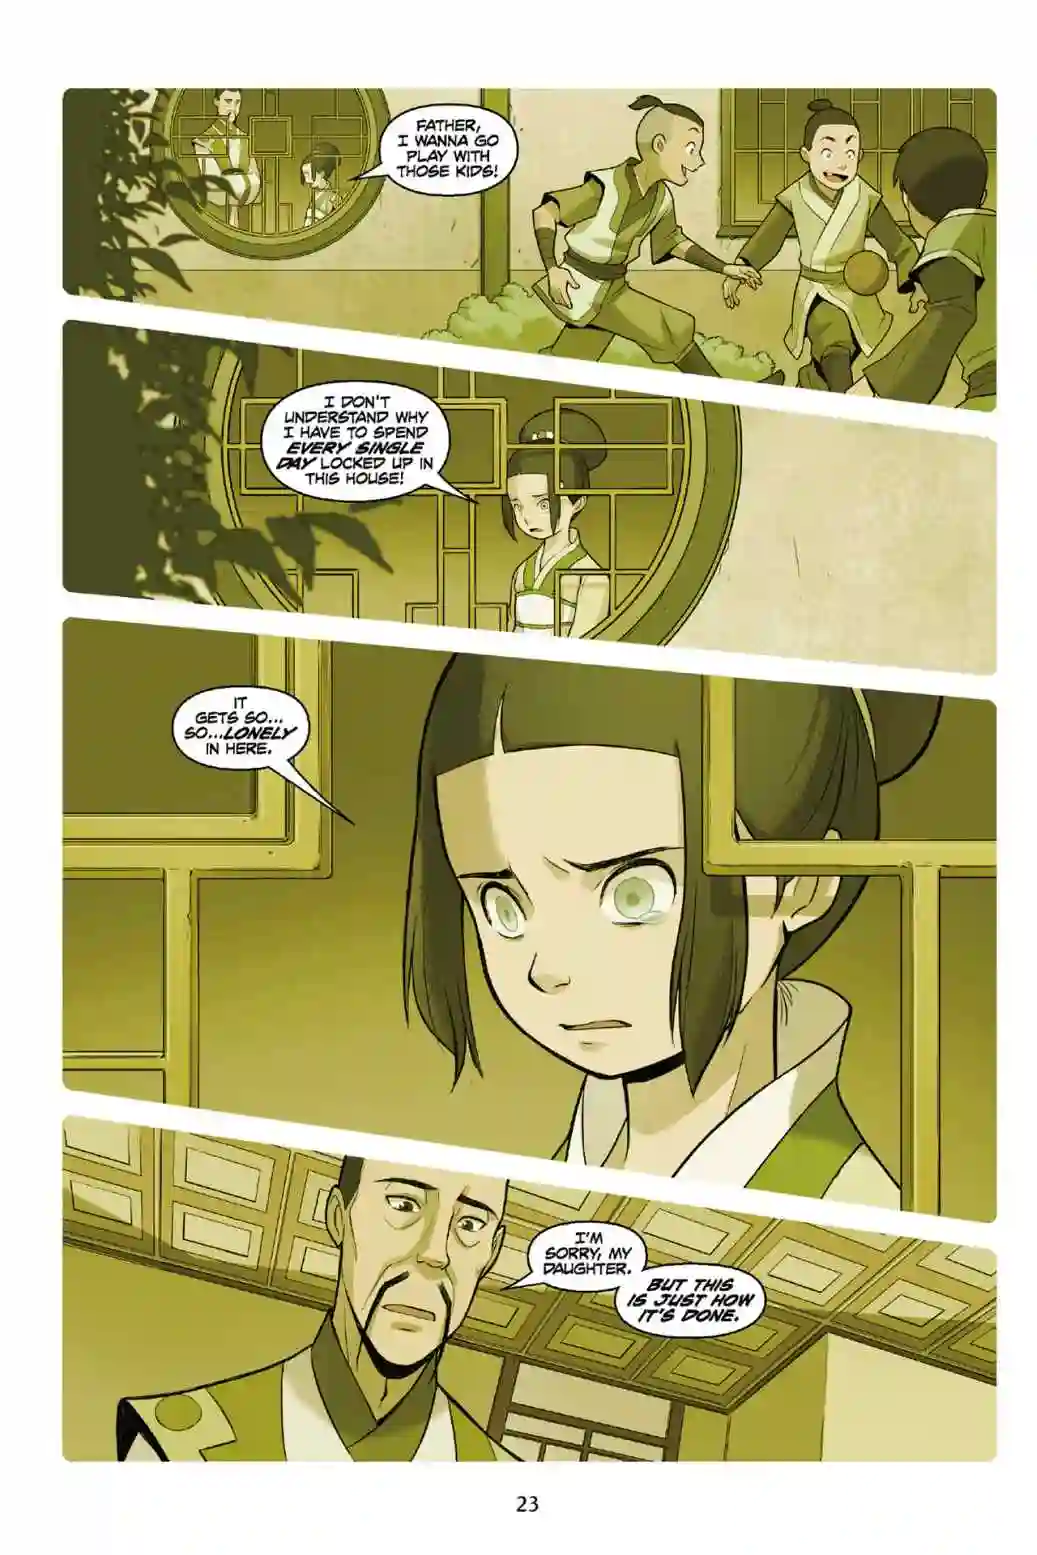 FATHER,
I WANNA GO
PLAY WITH
THOSE KIDS!
I DON'T
UNDERSTAND WHY
I HAVE TO SPEND
EVERY SINGLE
DAY LOCKED UP IN
THIS HOUSE!
IT
GETS SO...
SO...LONELY
IN HERE.
I'M
SORRY, MY
DAUGHTER.
BUT THIS
IS JUST HOW
IT'S DONE.
23